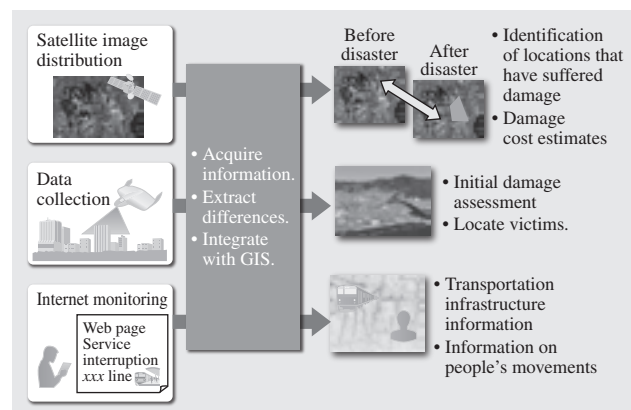 Satellite image
distribution
Data
collection
Internet monitoring
Web page
Service
interruption
xxx line
• Acquire
information.
• Extract
differences.
• Integrate
with GIS.
Before
disaster
After
disaster
• Identification
of locations that
have suffered
damage
• Damage
cost estimates
• Initial damage
assessment
• Locate victims.
• Transportation
infrastructure
information
• Information on
people's movements